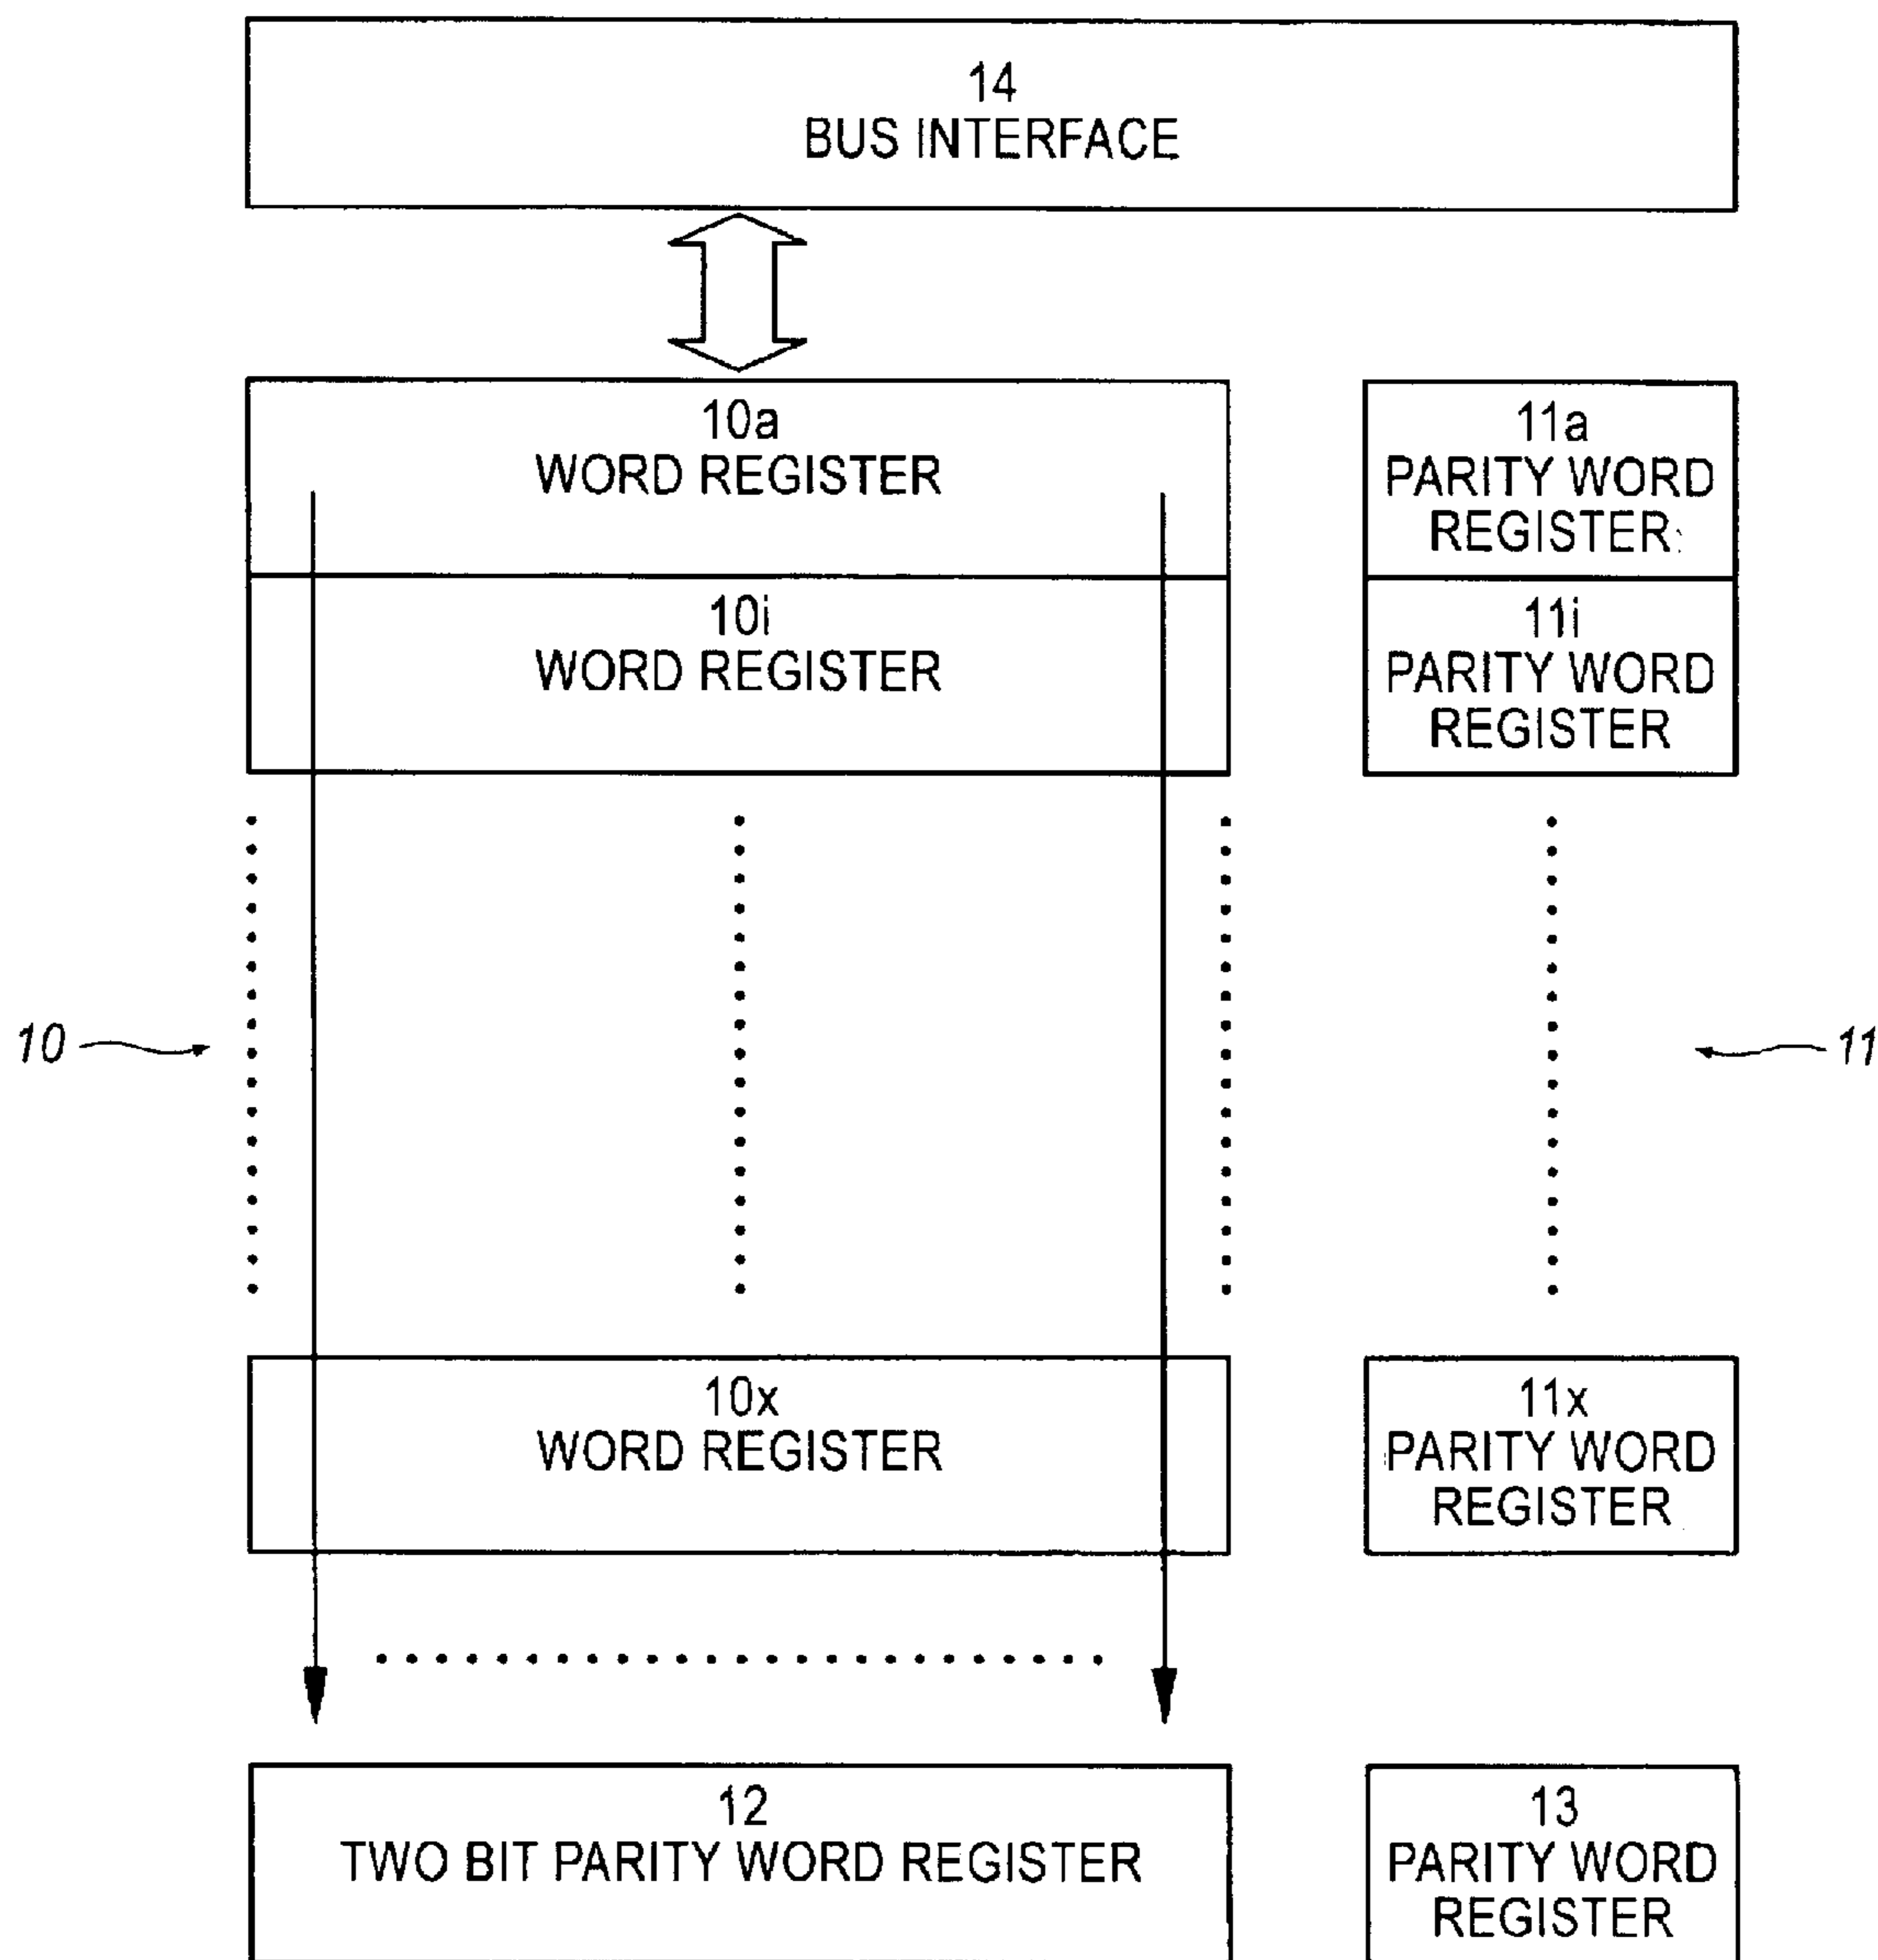 14
BUS INTERFACE
10a
WORD REGISTER
11a
PARITY WORD
REGISTER
10i
WORD REGISTER
11i
PARITY WORD
REGISTER
10
11
10x
WORD REGISTER
11x
PARITY WORD
REGISTER
12
TWO BIT PARITY WORD REGISTER
13
PARITY WORD
REGISTER